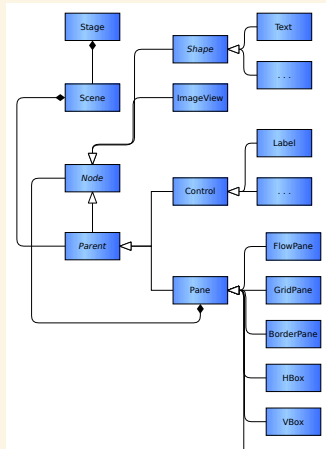 Stage
Shape
Text
. . .
Scene
ImageView
Label
Node
Control
. . .
Parent
FlowPane
Pane
GridPane
BorderPane
HBox
VBox